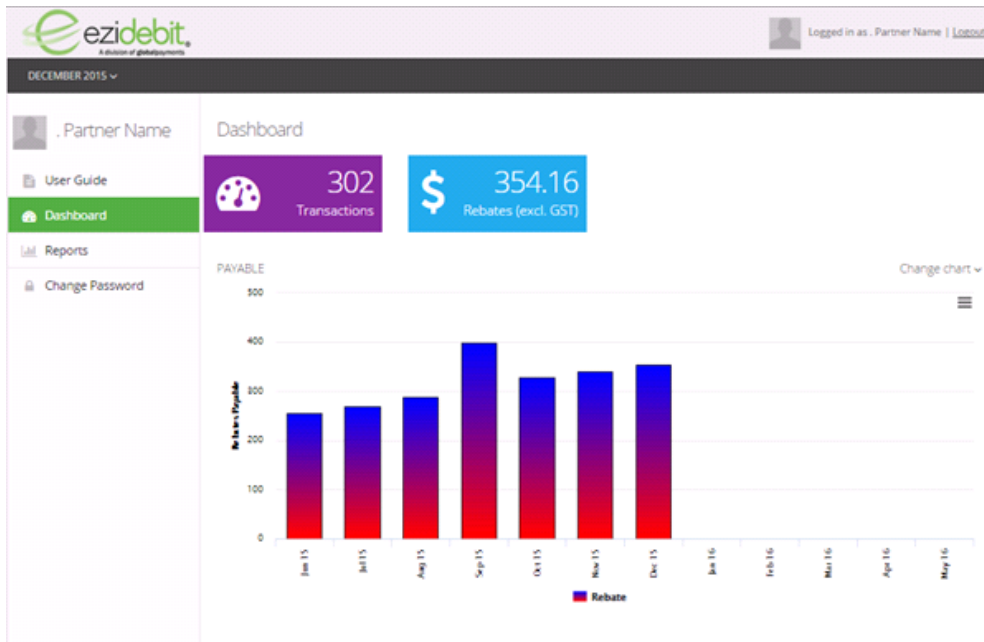 ezidebit.
A division of globalpayments
Logged in as . Partner Name | Logout
DECEMBER 2015
. Partner Name
User Guide
Dashboard
Reports
Change Password
Dashboard
302
Transactions
$
354.16
Rebates (excl. GST)
PAYABLE
Change chart
500
400
300
200
100
0
Rebates Payable
Jun 15
Jul 15
Aug 15
Sep 15
Oct 15
Nov 15
Dec 15
Jan 16
Feb 16
Mar 16
Apr 16
May 16
Rebate